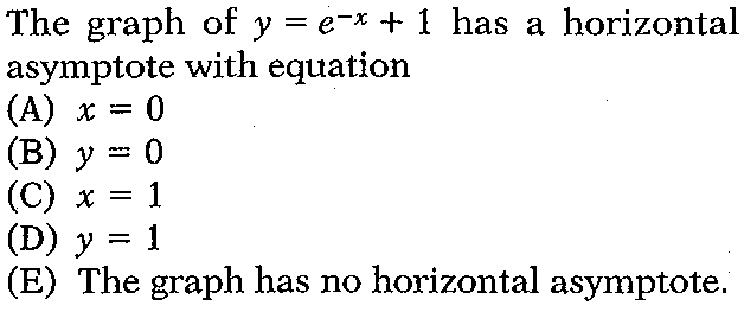 The graph of y = e⁻ˣ + 1 has a horizontal
asymptote with equation
(A) x = 0
(B) y = 0
(C) x = 1
(D) y = 1
(E) The graph has no horizontal asymptote.